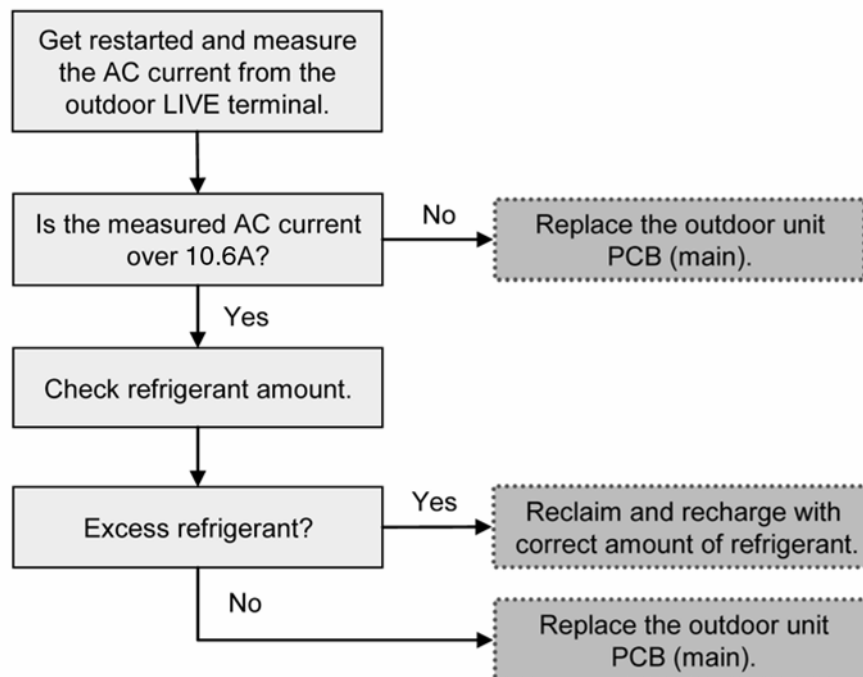 Get restarted and measure
the AC current from the
outdoor LIVE terminal.
Is the measured AC current
over 10.6A?
No
Replace the outdoor unit
PCB (main).
Yes
Check refrigerant amount.
Excess refrigerant?
Yes
Reclaim and recharge with
correct amount of refrigerant.
No
Replace the outdoor unit
PCB (main).